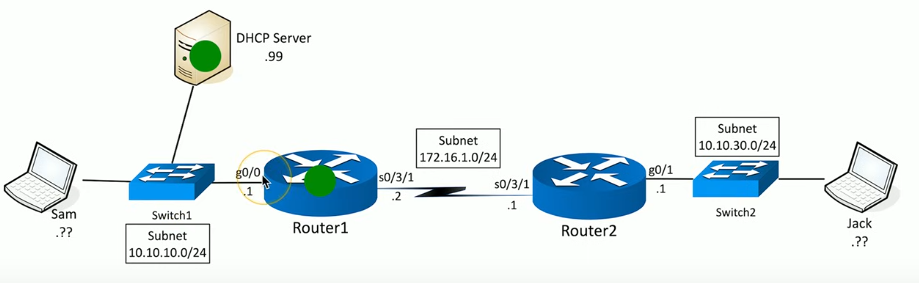 DHCP Server
.99
Subnet
172.16.1.0/24
Subnet
10.10.30.0/24
g0/0
.1
s0/3/1
.2
s0/3/1
.1
g0/1
.1
Sam
.??
Switch1
Subnet
10.10.10.0/24
Router1
Router2
Switch2
Jack
.??